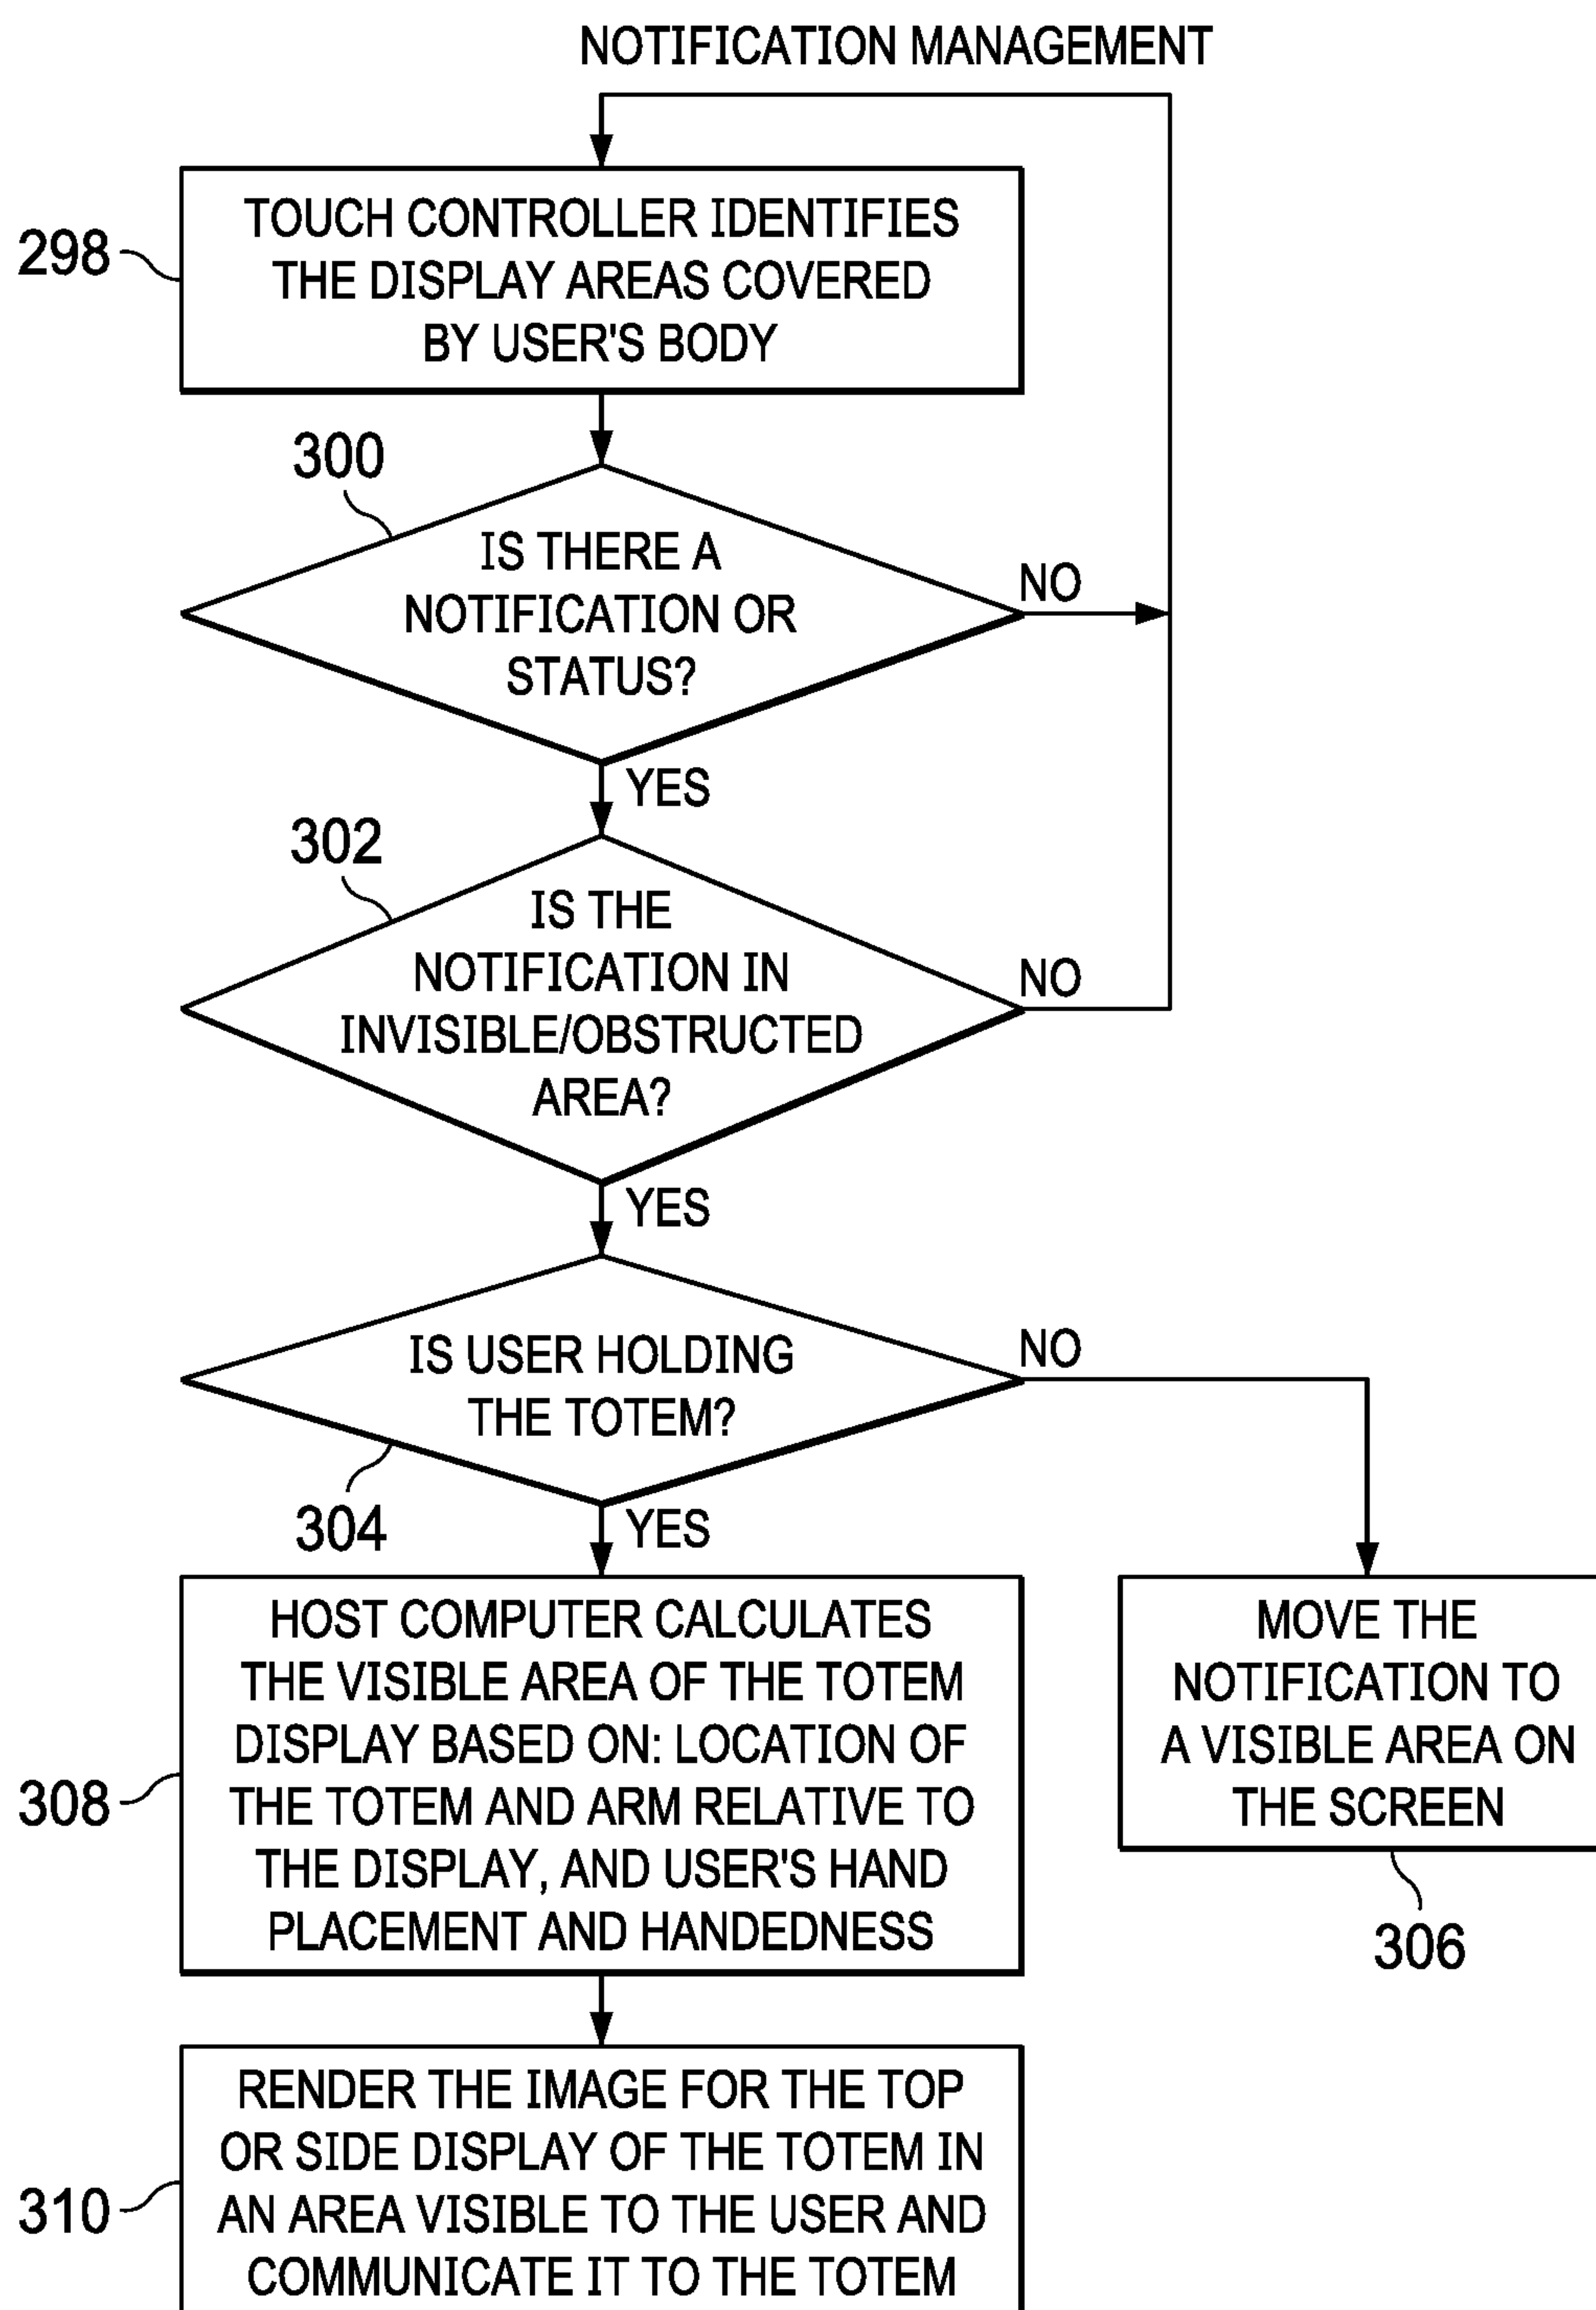 NOTIFICATION MANAGEMENT
298
TOUCH CONTROLLER IDENTIFIES
THE DISPLAY AREAS COVERED
BY USER'S BODY
300
IS THERE A
NOTIFICATION OR
STATUS?
NO
YES
302
IS THE
NOTIFICATION IN
INVISIBLE/OBSTRUCTED
AREA?
NO
YES
IS USER HOLDING
THE TOTEM?
NO
304
YES
308
HOST COMPUTER CALCULATES
THE VISIBLE AREA OF THE TOTEM
DISPLAY BASED ON: LOCATION OF
THE TOTEM AND ARM RELATIVE TO
THE DISPLAY, AND USER'S HAND
PLACEMENT AND HANDEDNESS
MOVE THE
NOTIFICATION TO
A VISIBLE AREA ON
THE SCREEN
306
310
RENDER THE IMAGE FOR THE TOP
OR SIDE DISPLAY OF THE TOTEM IN
AN AREA VISIBLE TO THE USER AND
COMMUNICATE IT TO THE TOTEM